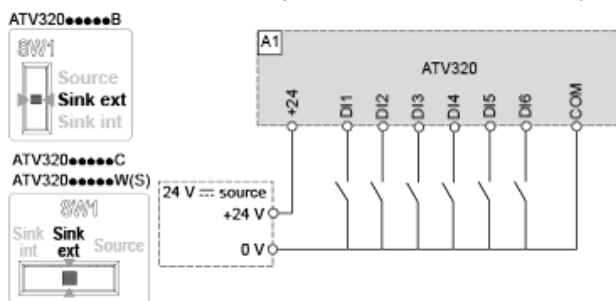 ATV320●●●●●B
SW1
Source
Sink ext
Sink int
ATV320●●●●●C
ATV320●●●●●W(S)
SW1
Sink int
Sink ext
Source
A1
ATV320
+24
DI1
DI2
DI3
DI4
DI5
DI6
COM
24 V ⎓ source
+24 V
0 V